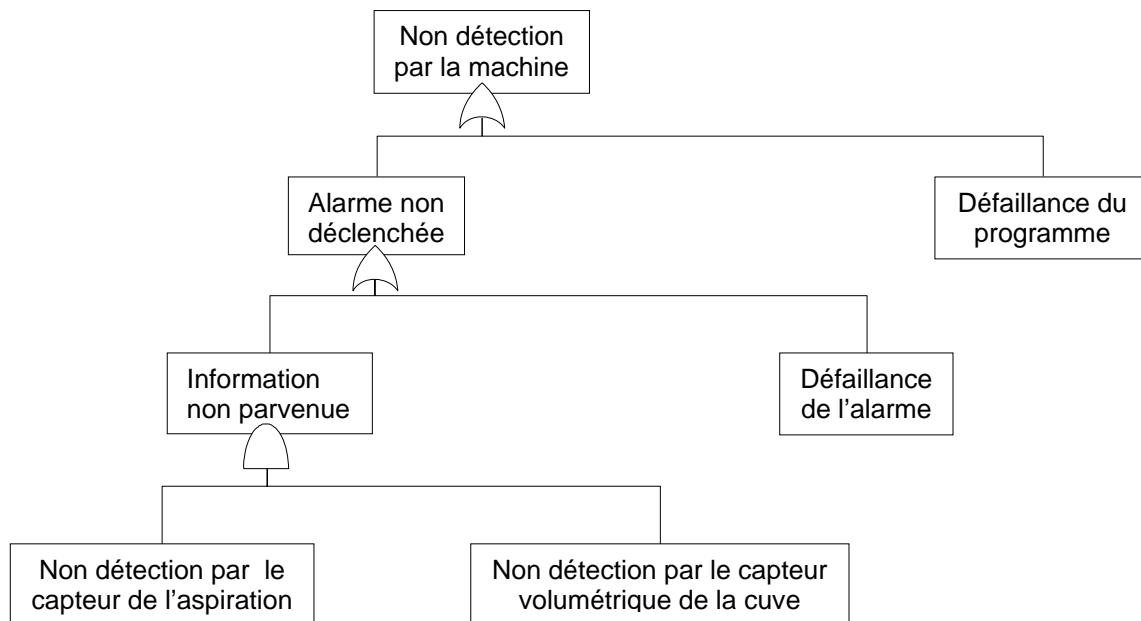 Non détection
par la machine
Alarme non
déclenchée
Défaillance du
programme
Information
non parvenue
Défaillance
de l’alarme
Non détection par le
capteur de l’aspiration
Non détection par le capteur
volumétrique de la cuve